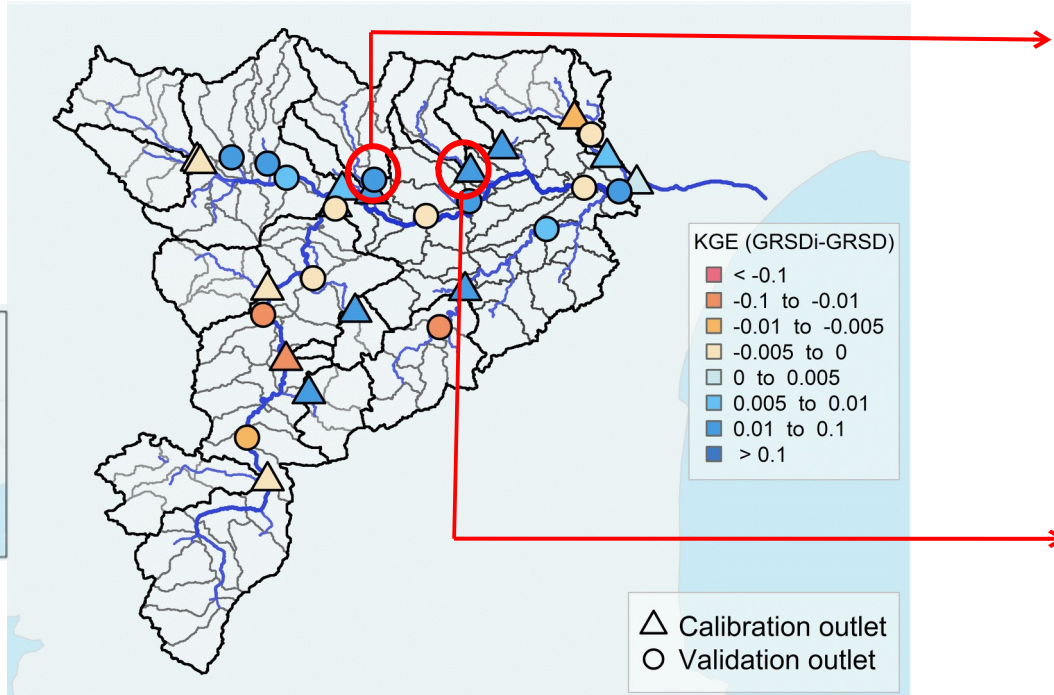 KGE (GRSDi-GRSD)
< -0.1
-0.1 to -0.01
-0.01 to -0.005
-0.005 to 0
0 to 0.005
0.005 to 0.01
0.01 to 0.1
> 0.1
Calibration outlet
Validation outlet